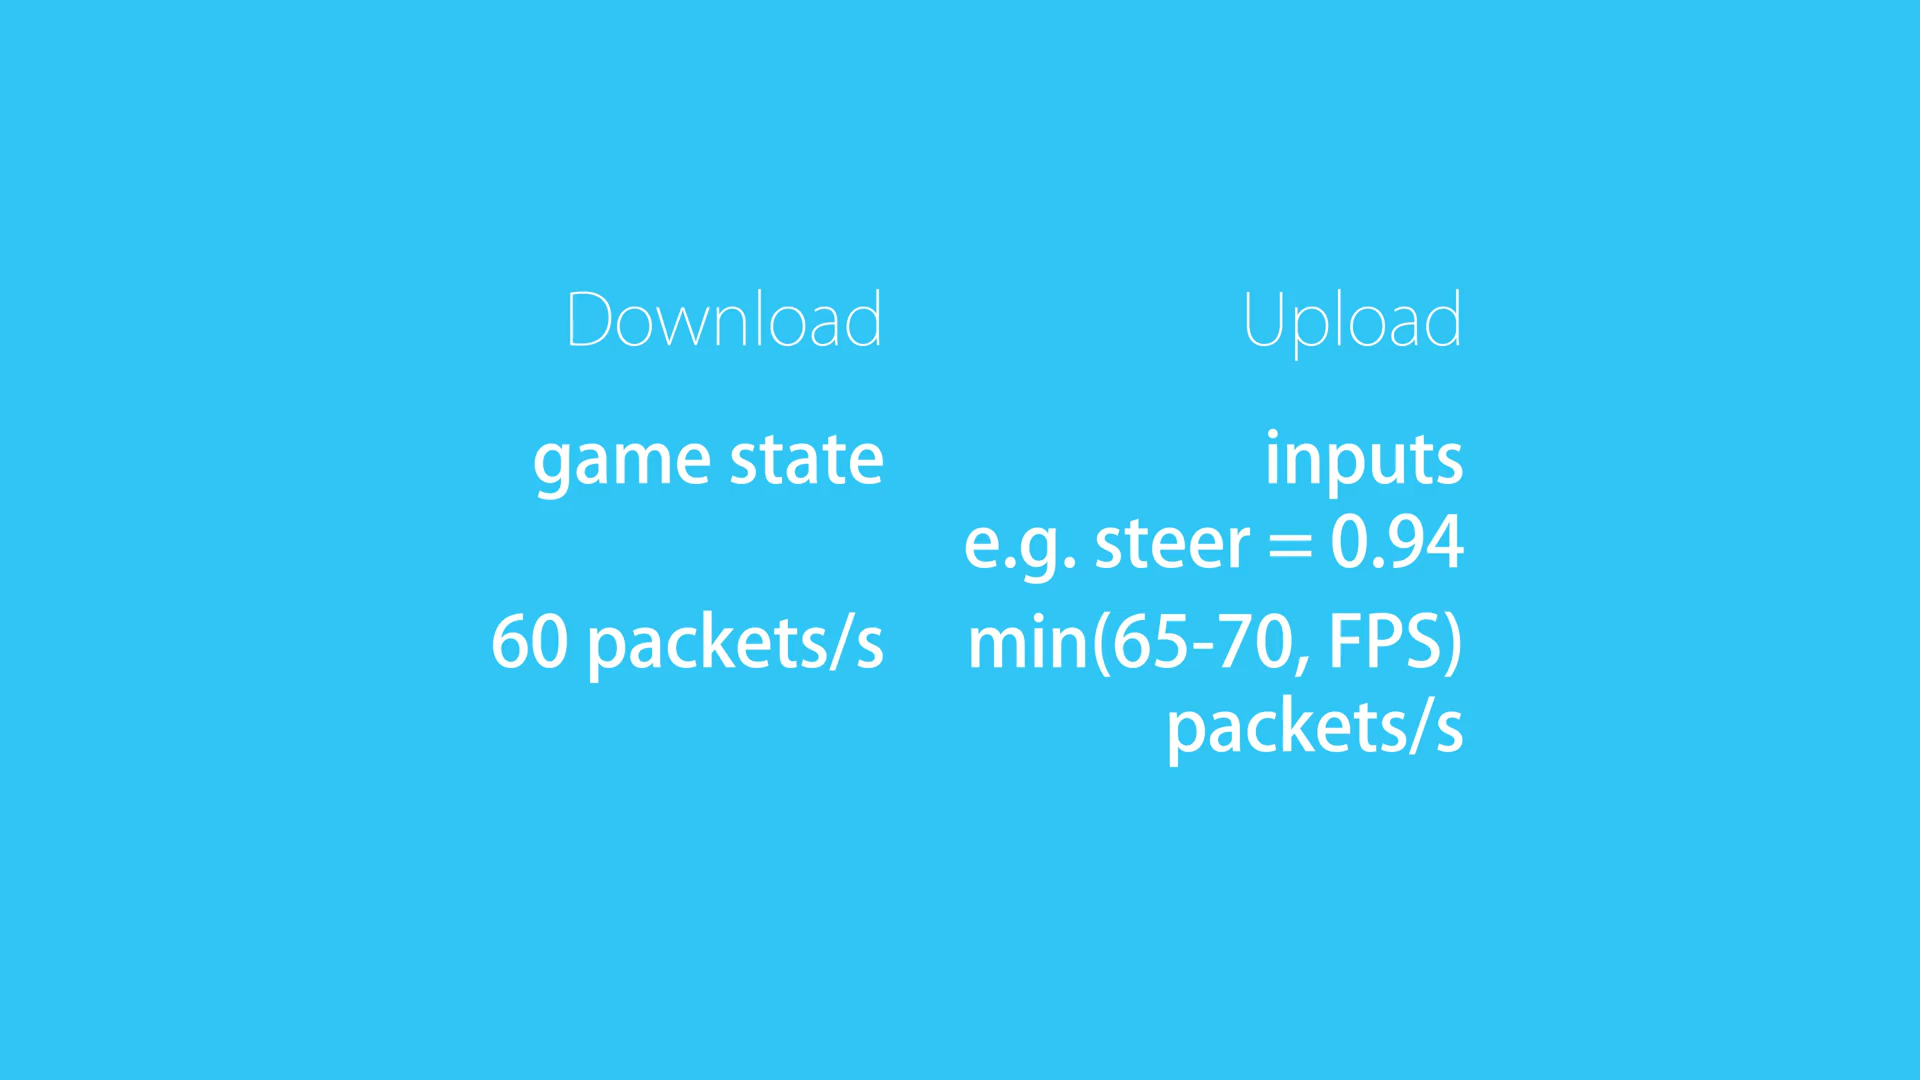 Download
Upload
game state
inputs
e.g. steer = 0.94
60 packets/s
min(65-70, FPS)
packets/s